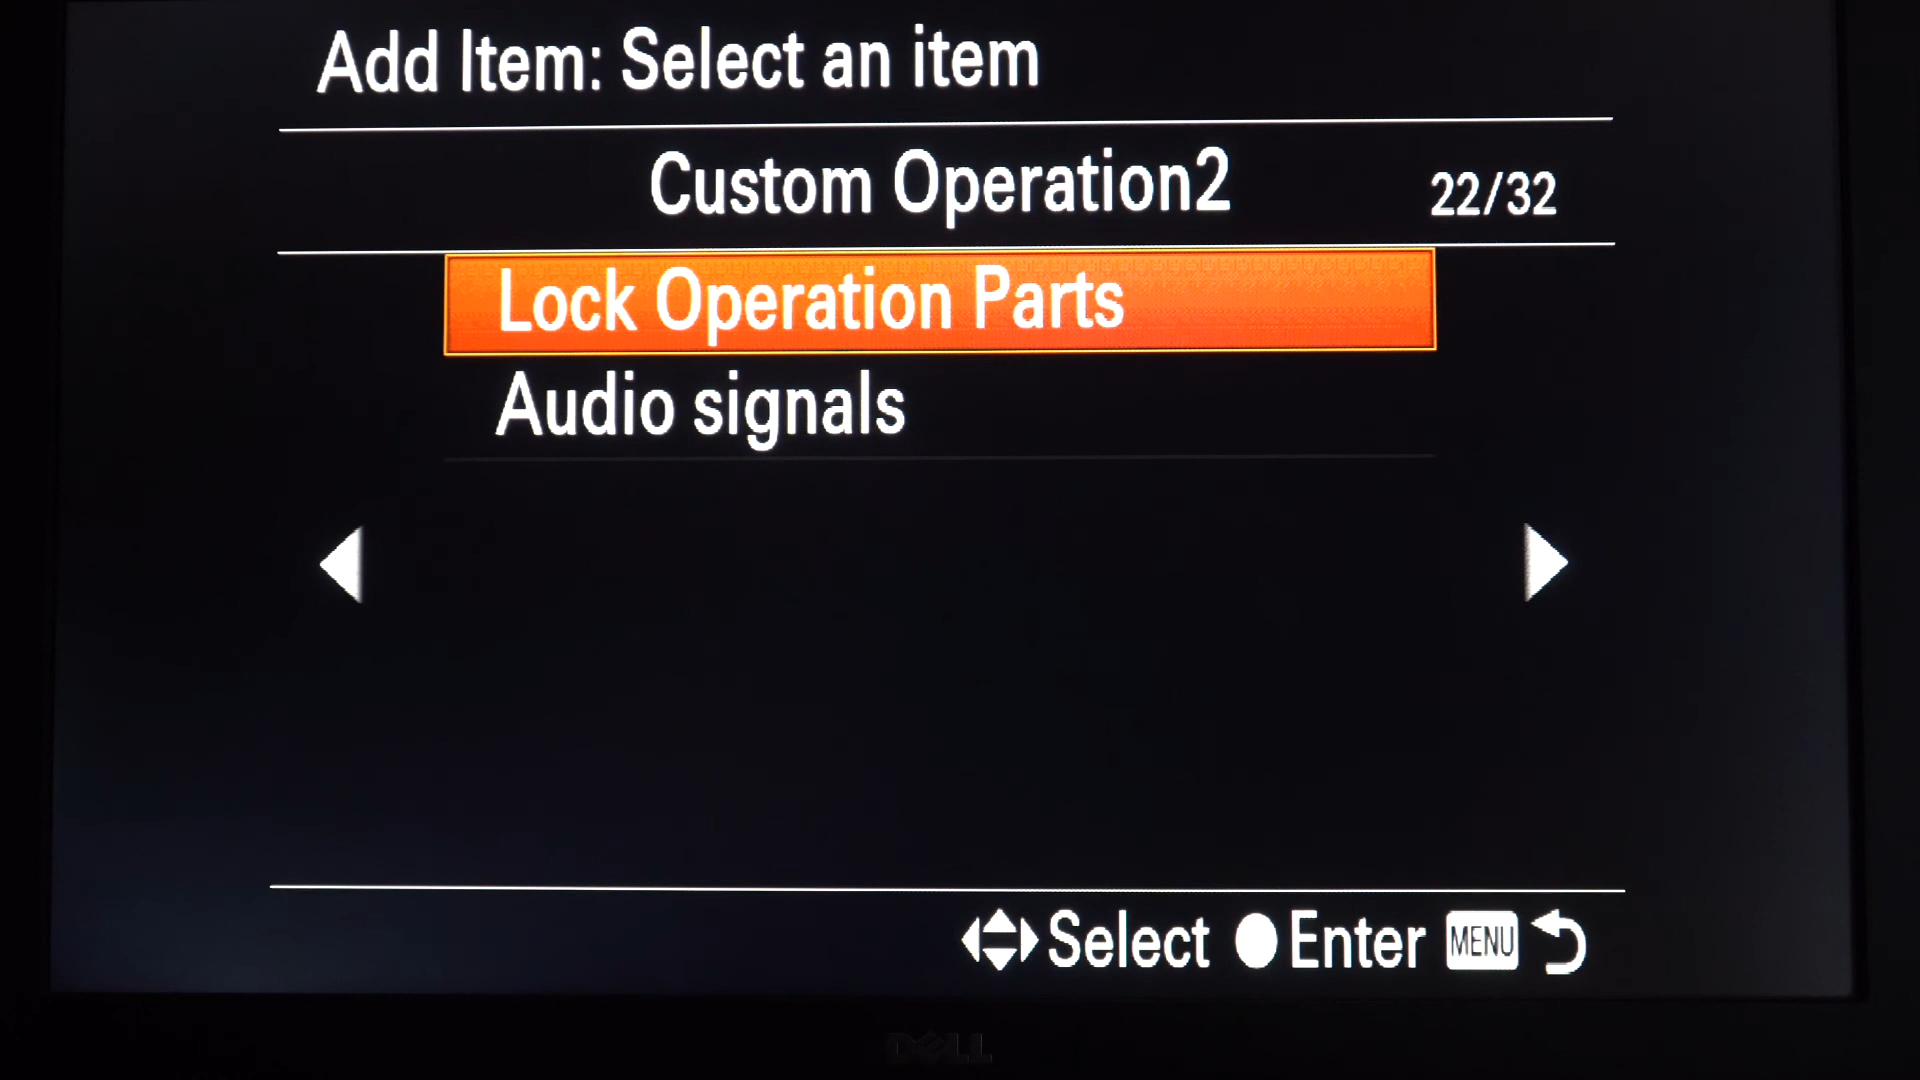 Add Item: Select an item
Custom Operation2 22/32
Lock Operation Parts
Audio signals
Select Enter MENU
DELL